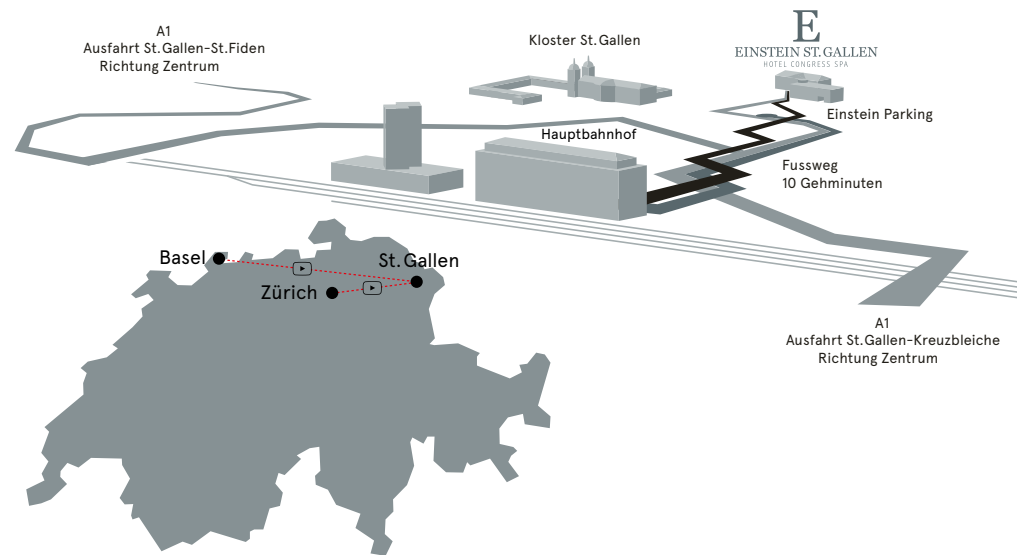 A1
Ausfahrt St.Gallen-St.Fiden
Richtung Zentrum
Kloster St.Gallen
E
EINSTEIN ST. GALLEN
HOTEL CONGRESS SPA
Einstein Parking
Hauptbahnhof
Fussweg
10 Gehminuten
Basel
St.Gallen
Zürich
A1
Ausfahrt St.Gallen-Kreuzbleiche
Richtung Zentrum